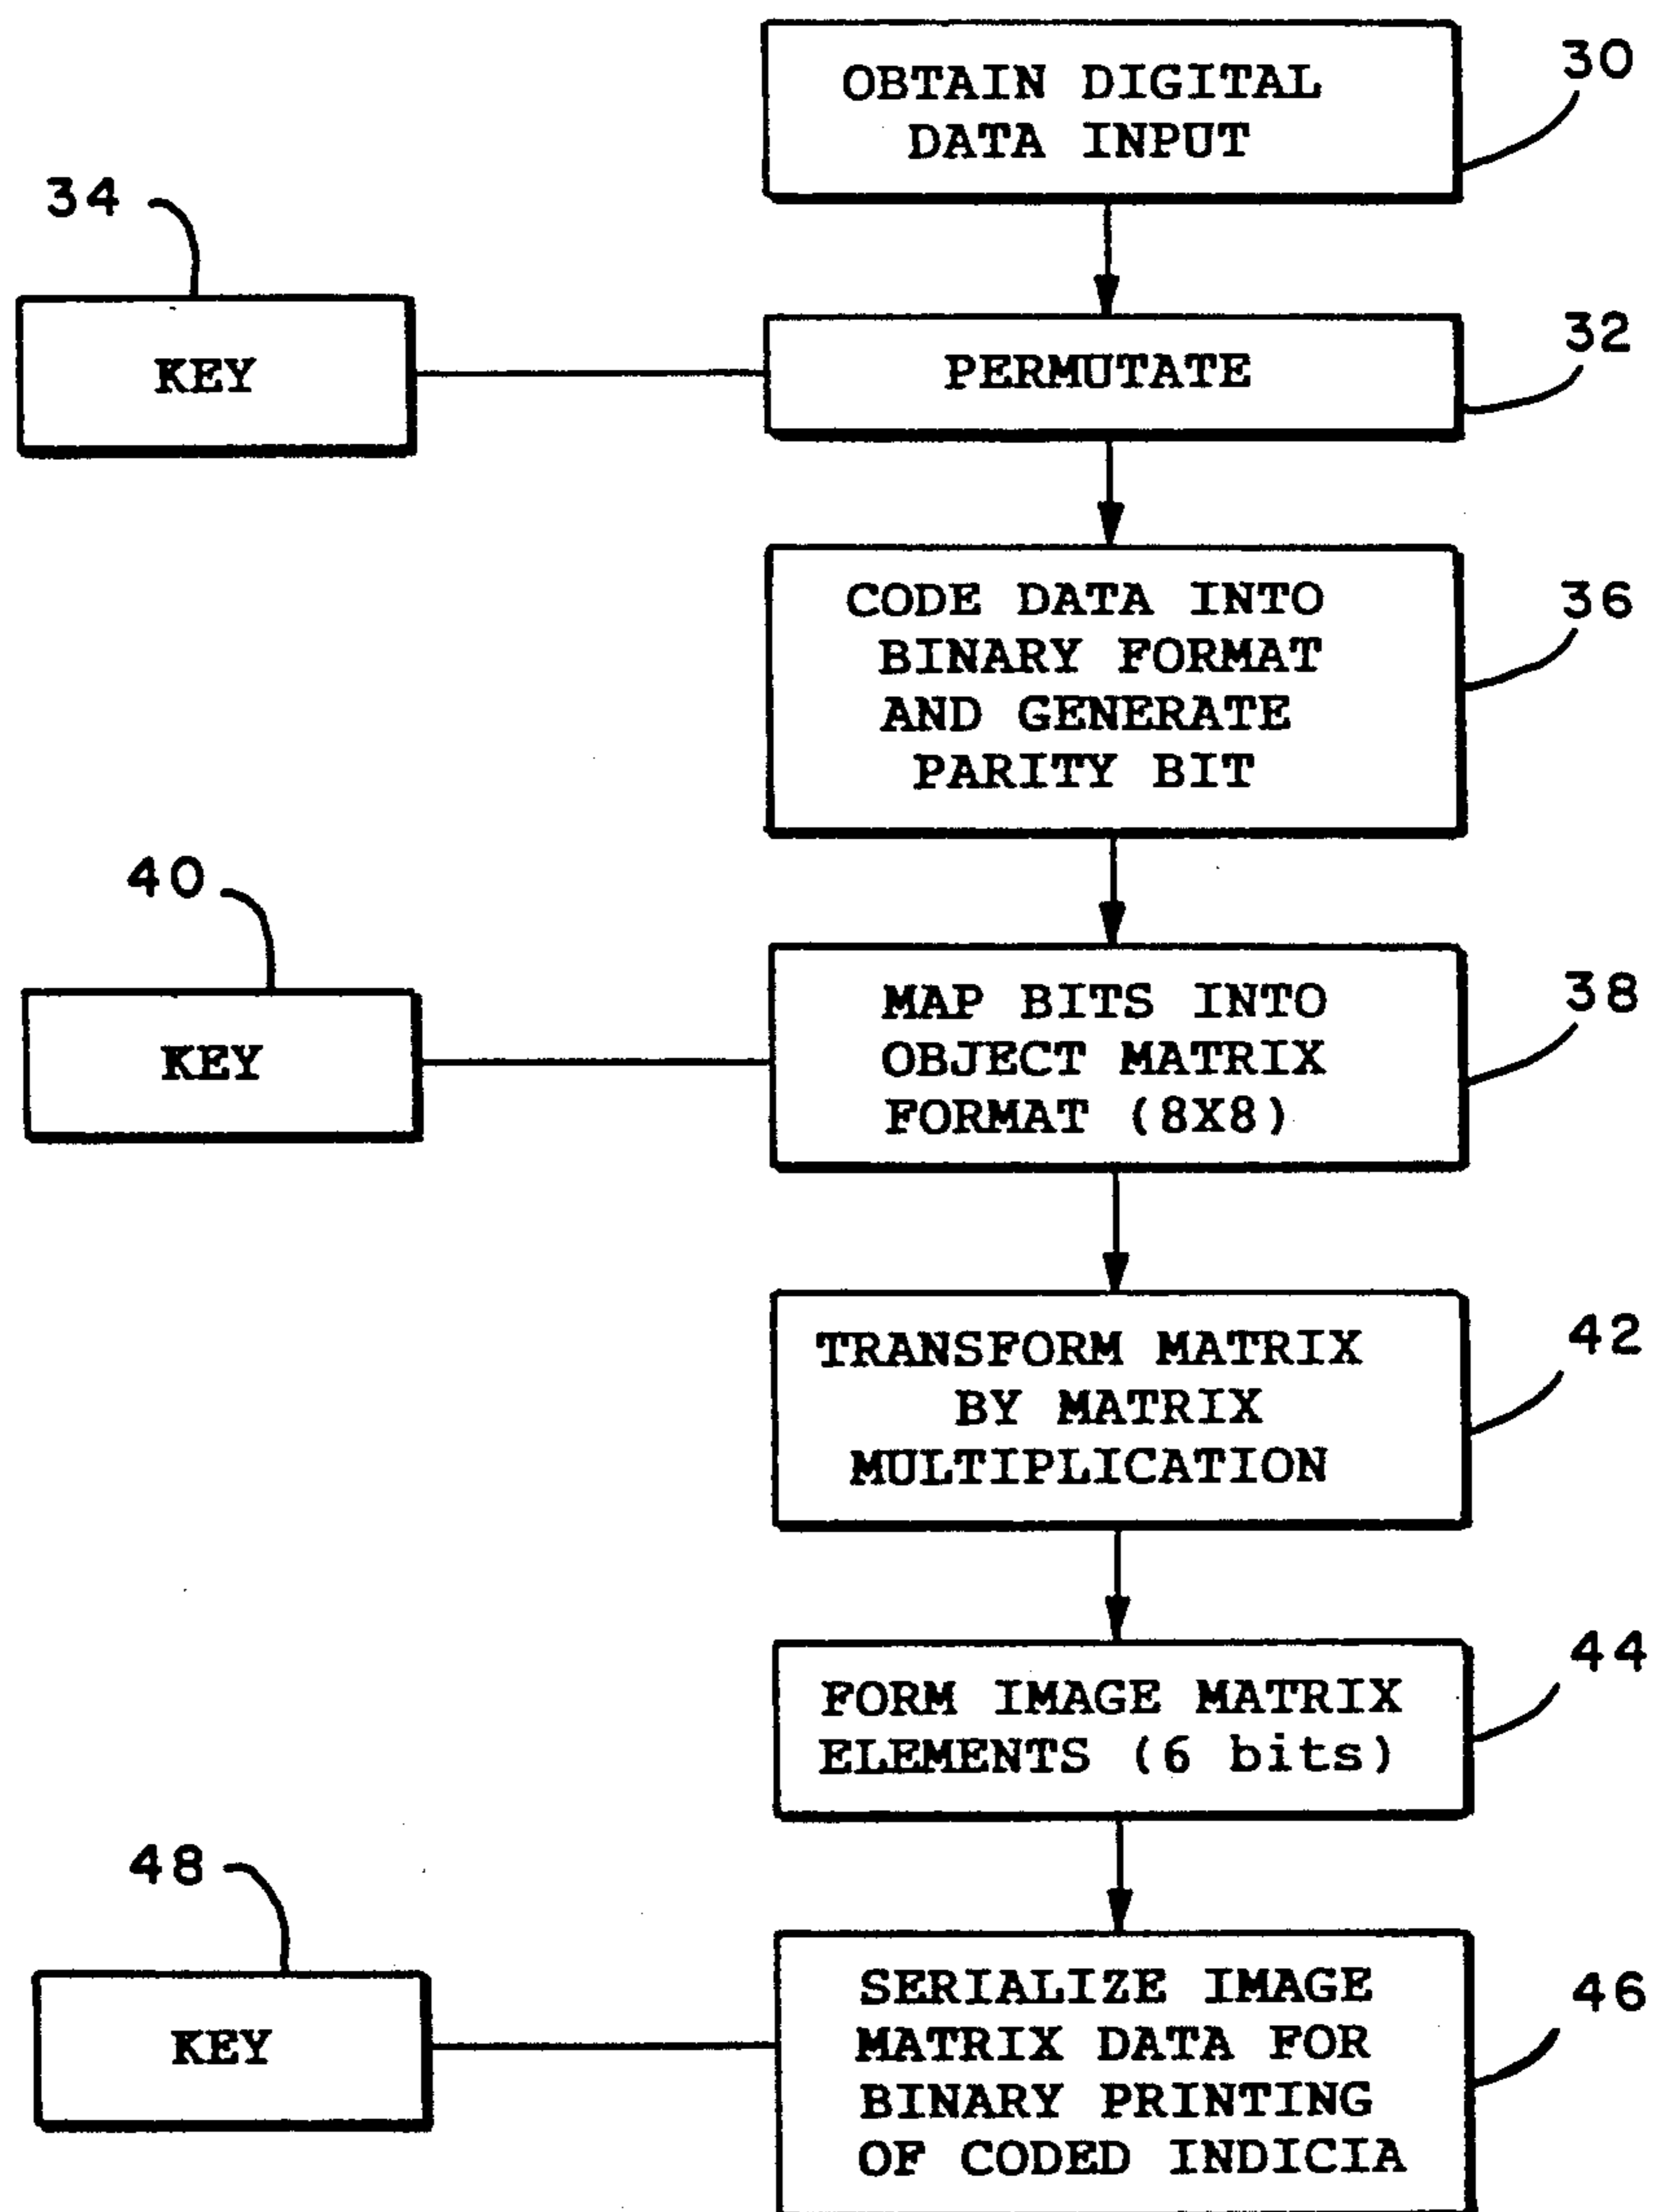 30
OBTAIN DIGITAL
DATA INPUT
34
KEY
32
PERMUTATE
36
CODE DATA INTO
BINARY FORMAT
AND GENERATE
PARITY BIT
40
KEY
38
MAP BITS INTO
OBJECT MATRIX
FORMAT (8X8)
42
TRANSFORM MATRIX
BY MATRIX
MULTIPLICATION
44
FORM IMAGE MATRIX
ELEMENTS (6 bits)
48
KEY
46
SERIALIZE IMAGE
MATRIX DATA FOR
BINARY PRINTING
OF CODED INDICIA